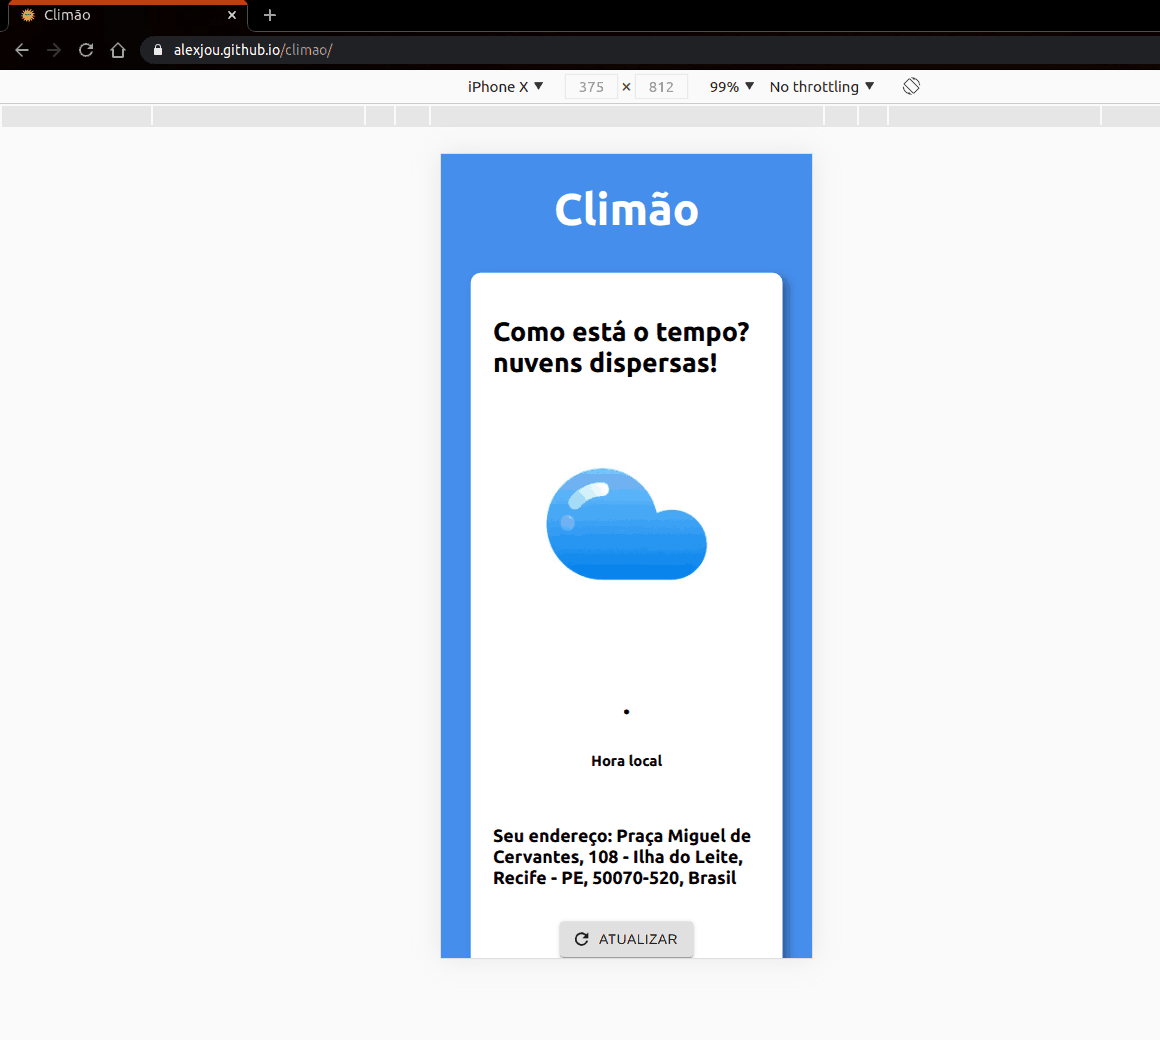 Climão
alexjou.github.io/climao/
iPhone X 375 × 812 99% No throttling
Climão
Como está o tempo?
nuvens dispersas!
.
Hora local
Seu endereço: Praça Miguel de
Cervantes, 108 - Ilha do Leite,
Recife - PE, 50070-520, Brasil
ATUALIZAR